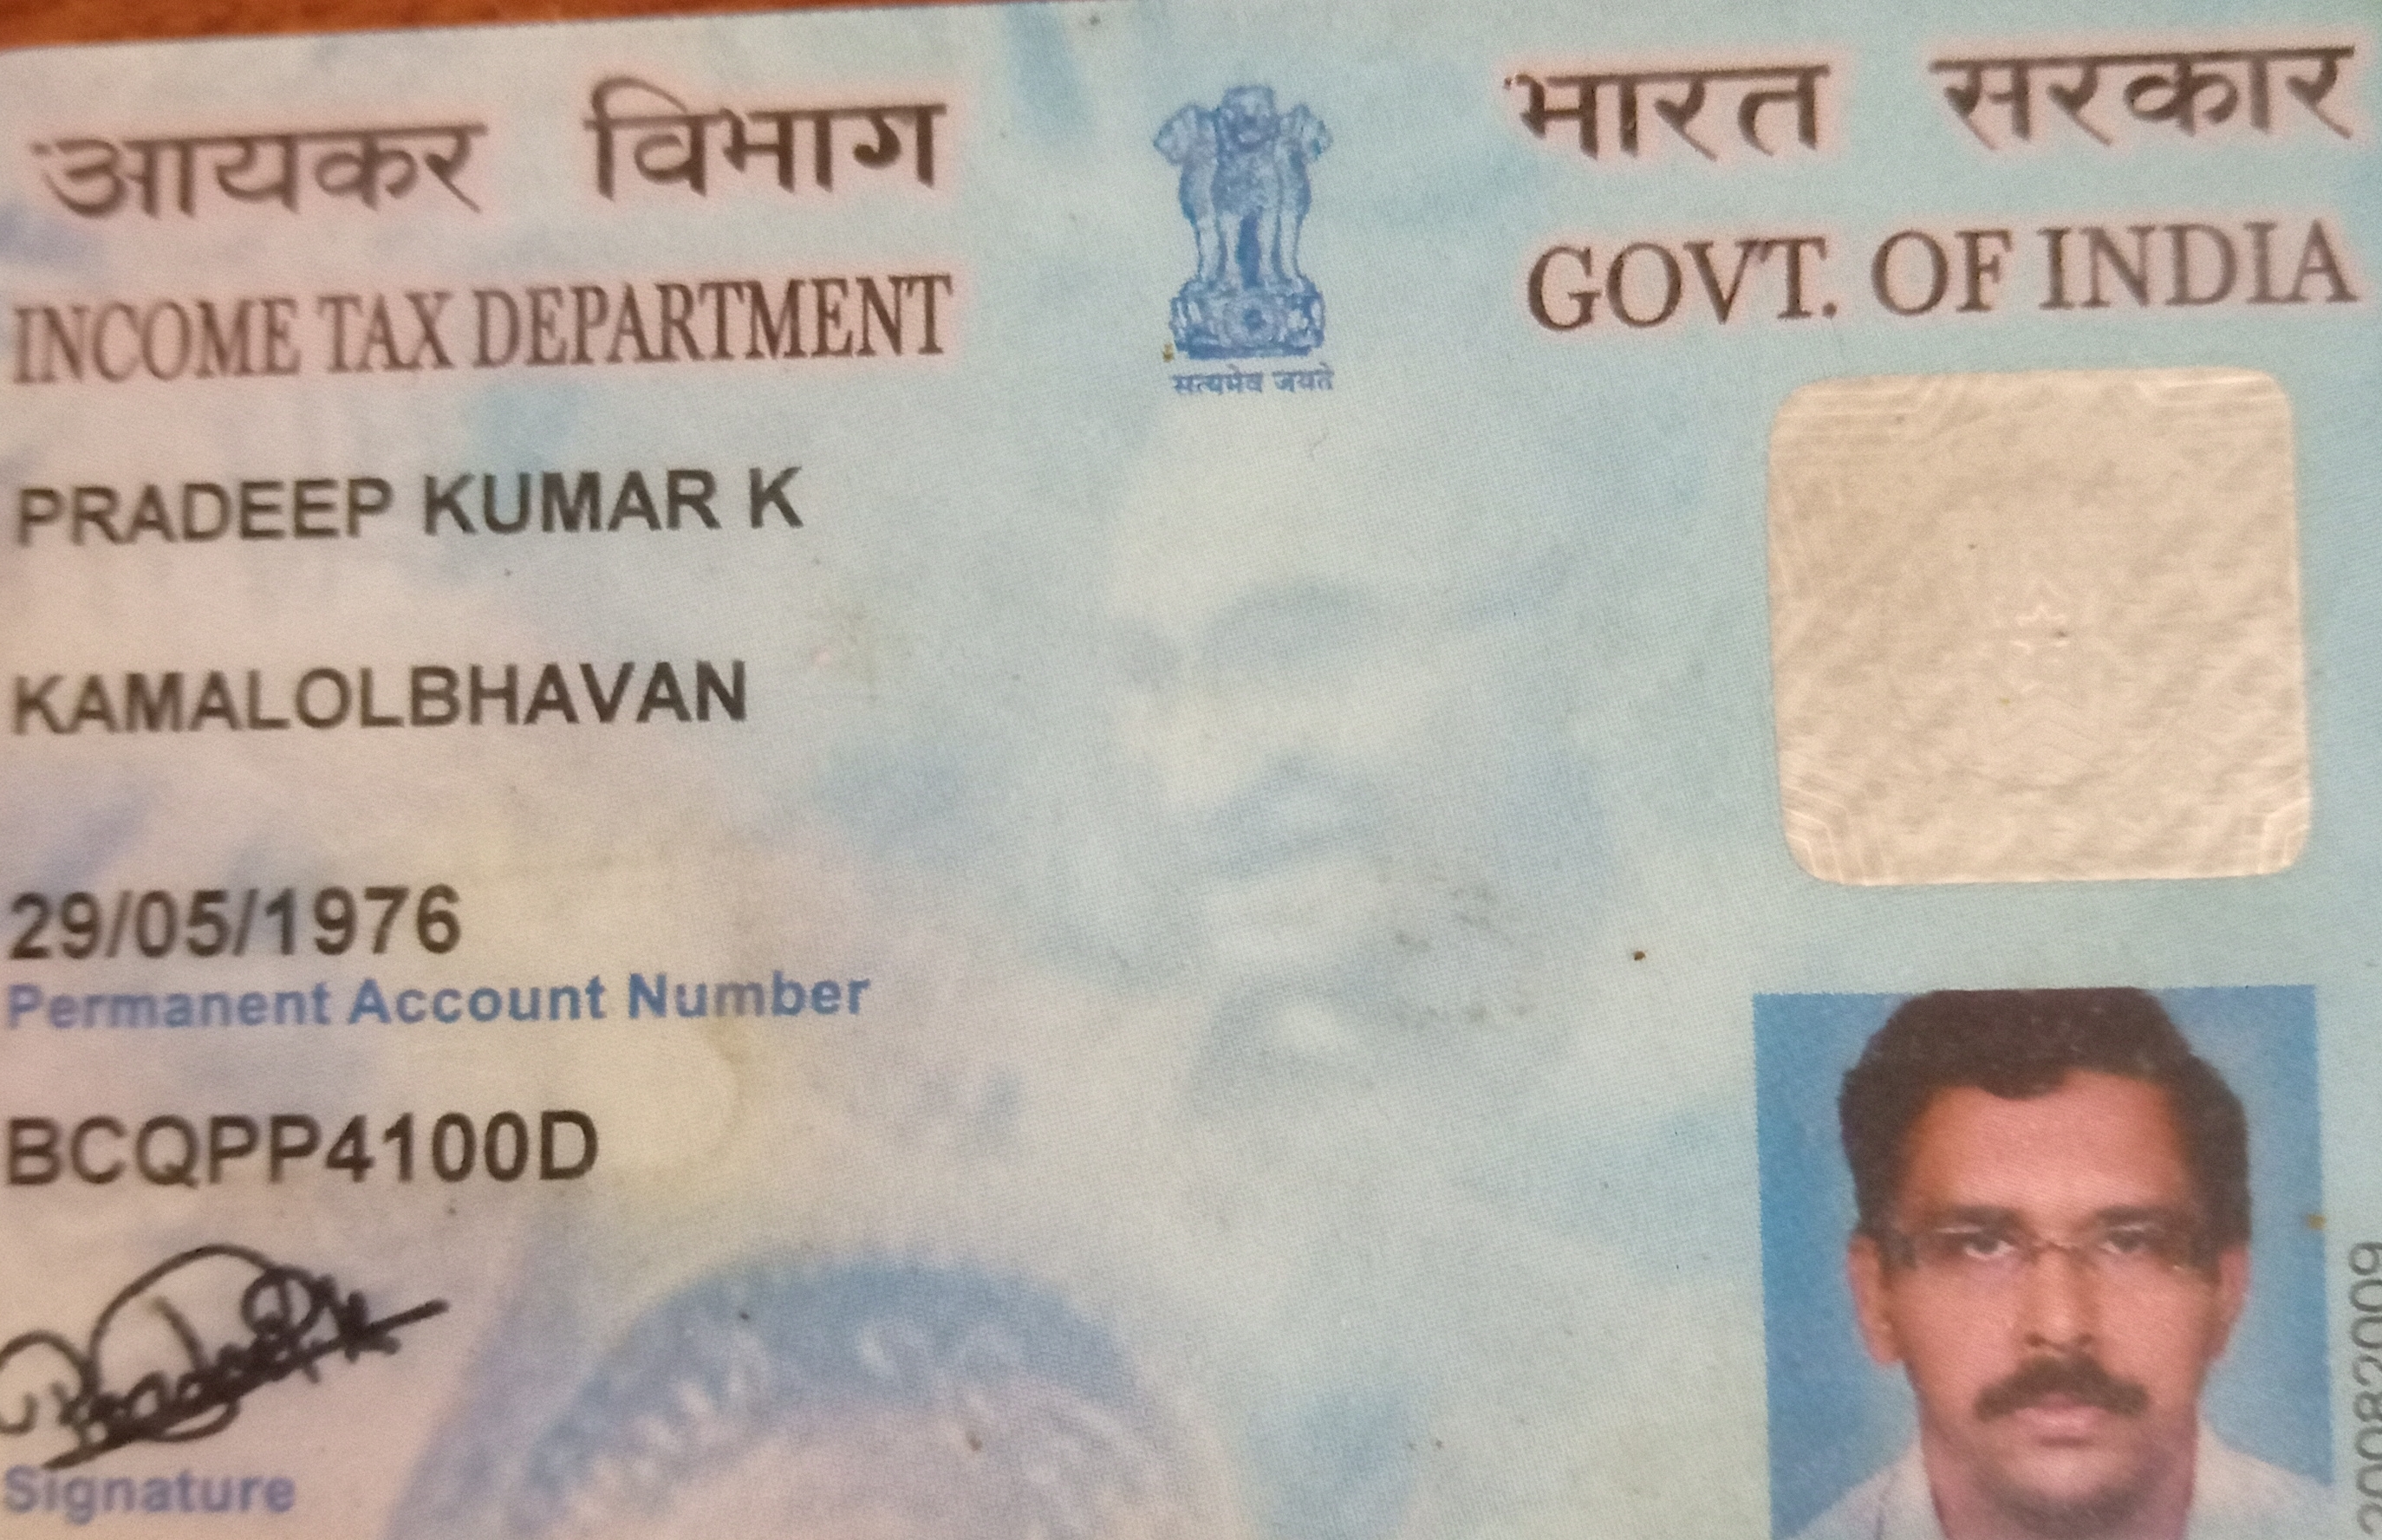 आयकर विभाग
INCOME TAX DEPARTMENT
सत्यमेव जयते
भारत सरकार
GOVT. OF INDIA
PRADEEP KUMAR K
KAMALOLBHAVAN
29/05/1976
Permanent Account Number
BCQPP4100D
Signature